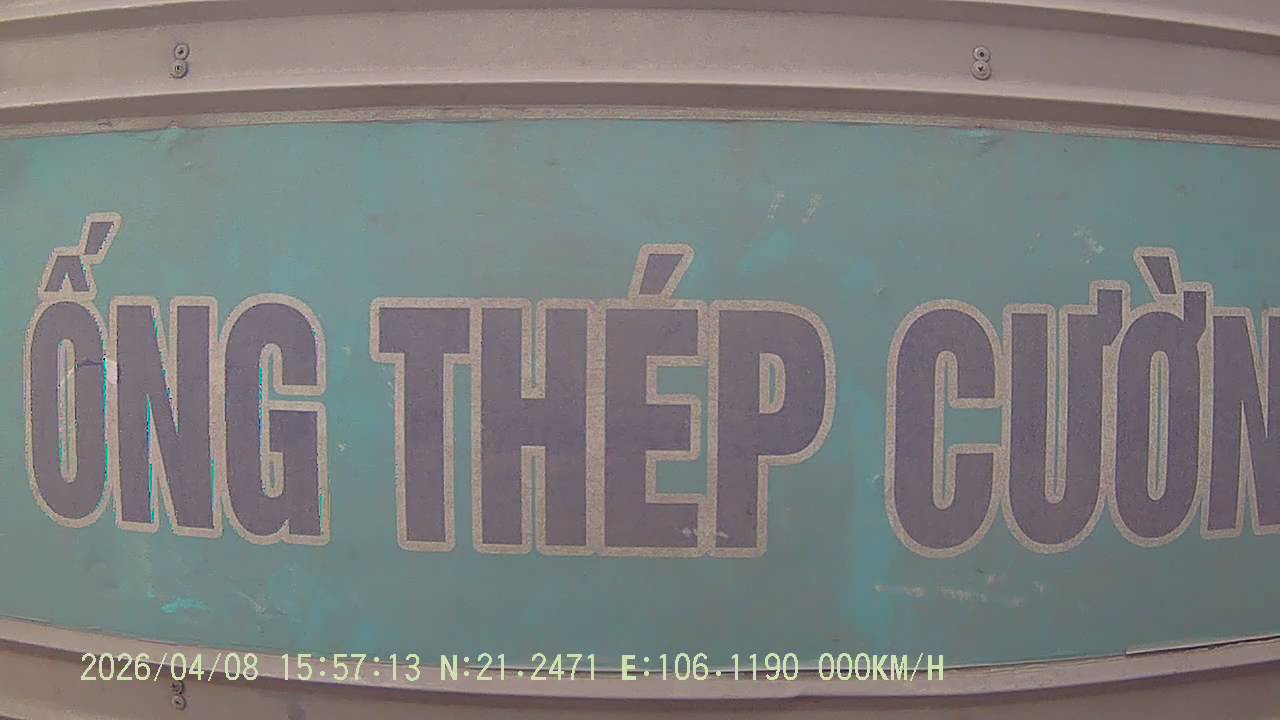 ỐNG THÉP CƯỜN
2026/04/08 15:57:13 N:21.2471 E:106.1190 000KM/H